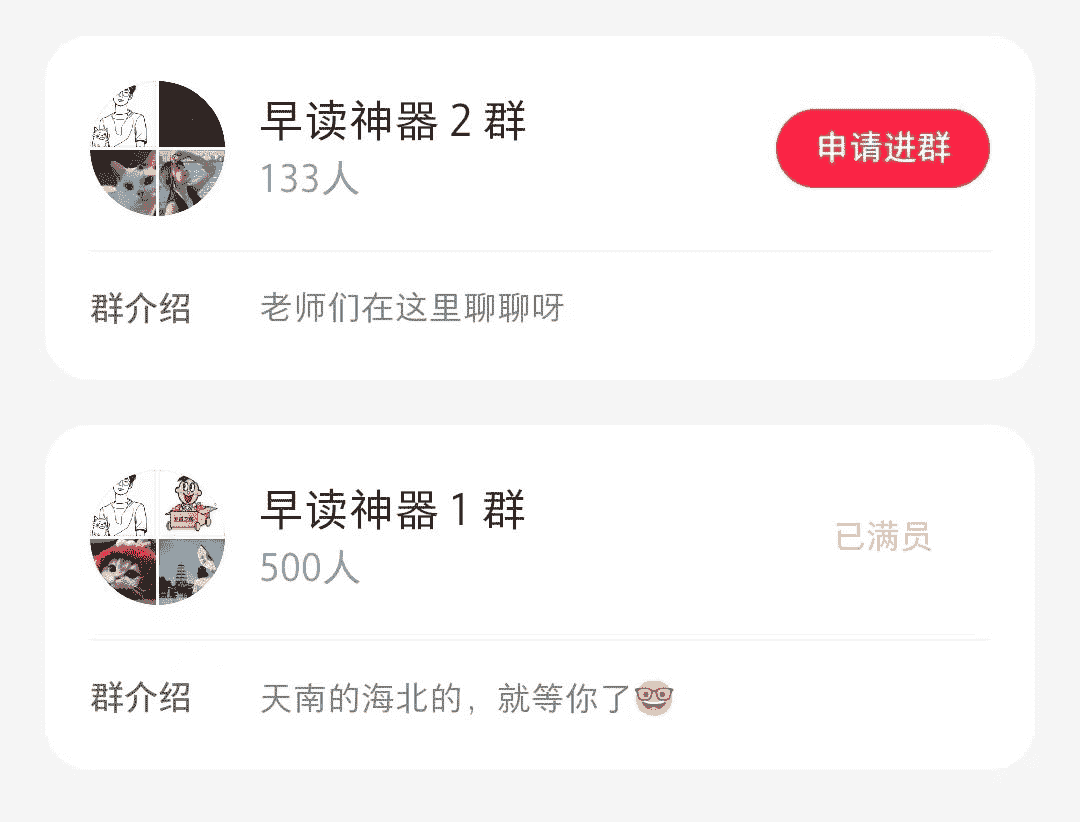 早读神器 2 群
133人
申请进群
群介绍 老师们在这里聊聊呀
早读神器 1 群
500人
已满员
群介绍 天南的海北的，就等你了🤓